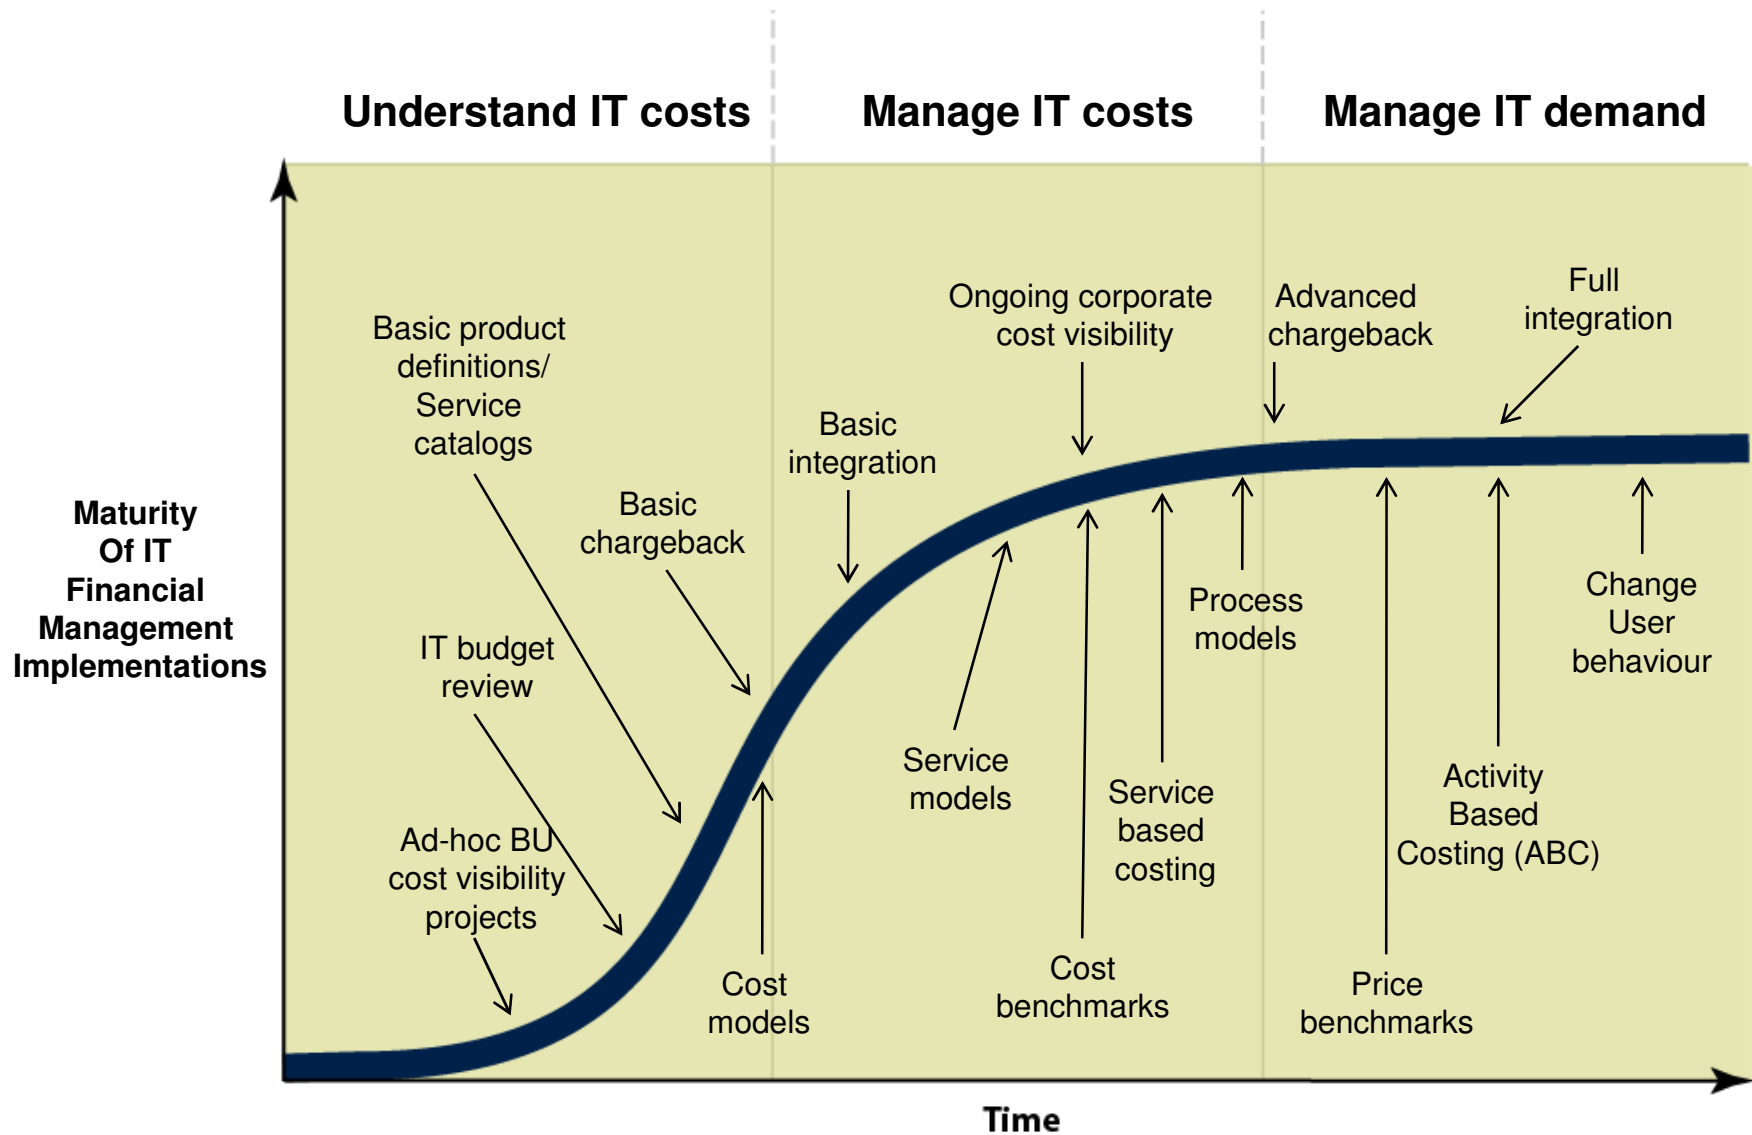 Understand IT costs
Manage IT costs
Manage IT demand
Maturity
Of IT
Financial
Management
Implementations
Basic product
definitions/
Service
catalogs
IT budget
review
Ad-hoc BU
cost visibility
projects
Basic
chargeback
Cost
models
Basic
integration
Ongoing corporate
cost visibility
Service
models
Cost
benchmarks
Service
based
costing
Process
models
Advanced
chargeback
Full
integration
Price
benchmarks
Activity
Based
Costing (ABC)
Change
User
behaviour
Time